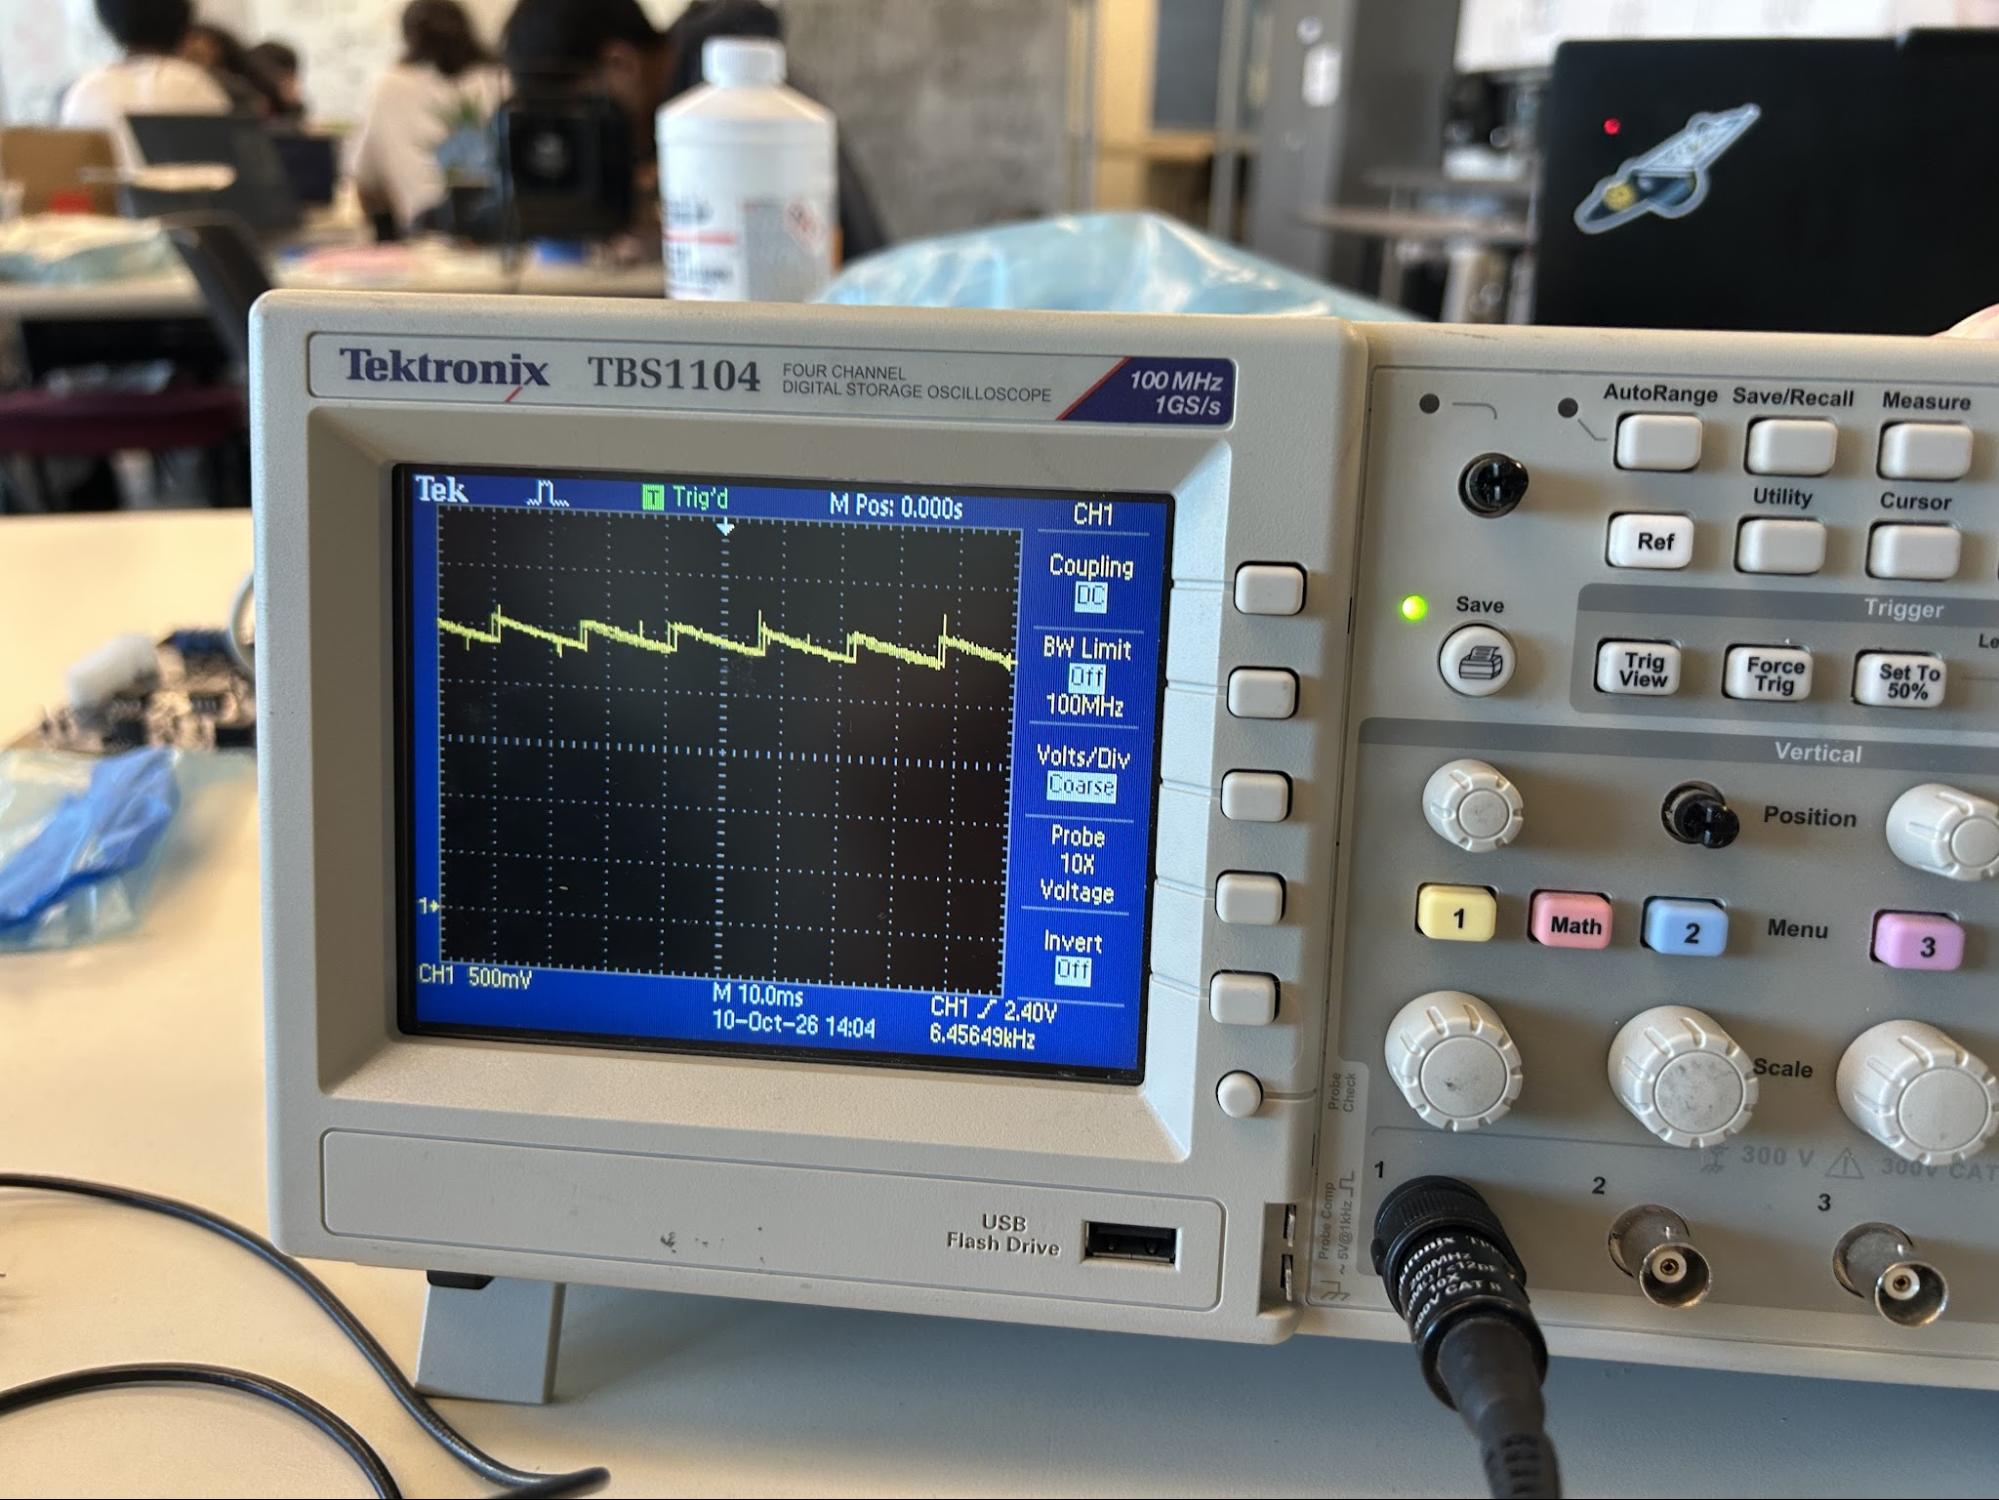 Tektronix TBS1104 FOUR CHANNEL
DIGITAL STORAGE OSCILLOSCOPE
100 MHz
1GS/s
Tek Trig'd M Pos: 0.000s
CH1
Coupling
DC
BW Limit
Off
100MHz
Volts/Div
Coarse
Probe
10X
Voltage
Invert
Off
1
CH1 500mV
M 10.0ms
CH1 2.40V
10-Oct-26 14:04
6.45649kHz
USB
Flash Drive
AutoRange Save/Recall Measure
Ref
Utility
Cursor
Save
Trigger
Trig
View
Force
Trig
Set To
50%
Vertical
Position
1
Math
2
Menu
3
Scale
Probe
Check
300 V
300V CAT
1
2
3
Probe Comp
~ 5V@1kHz